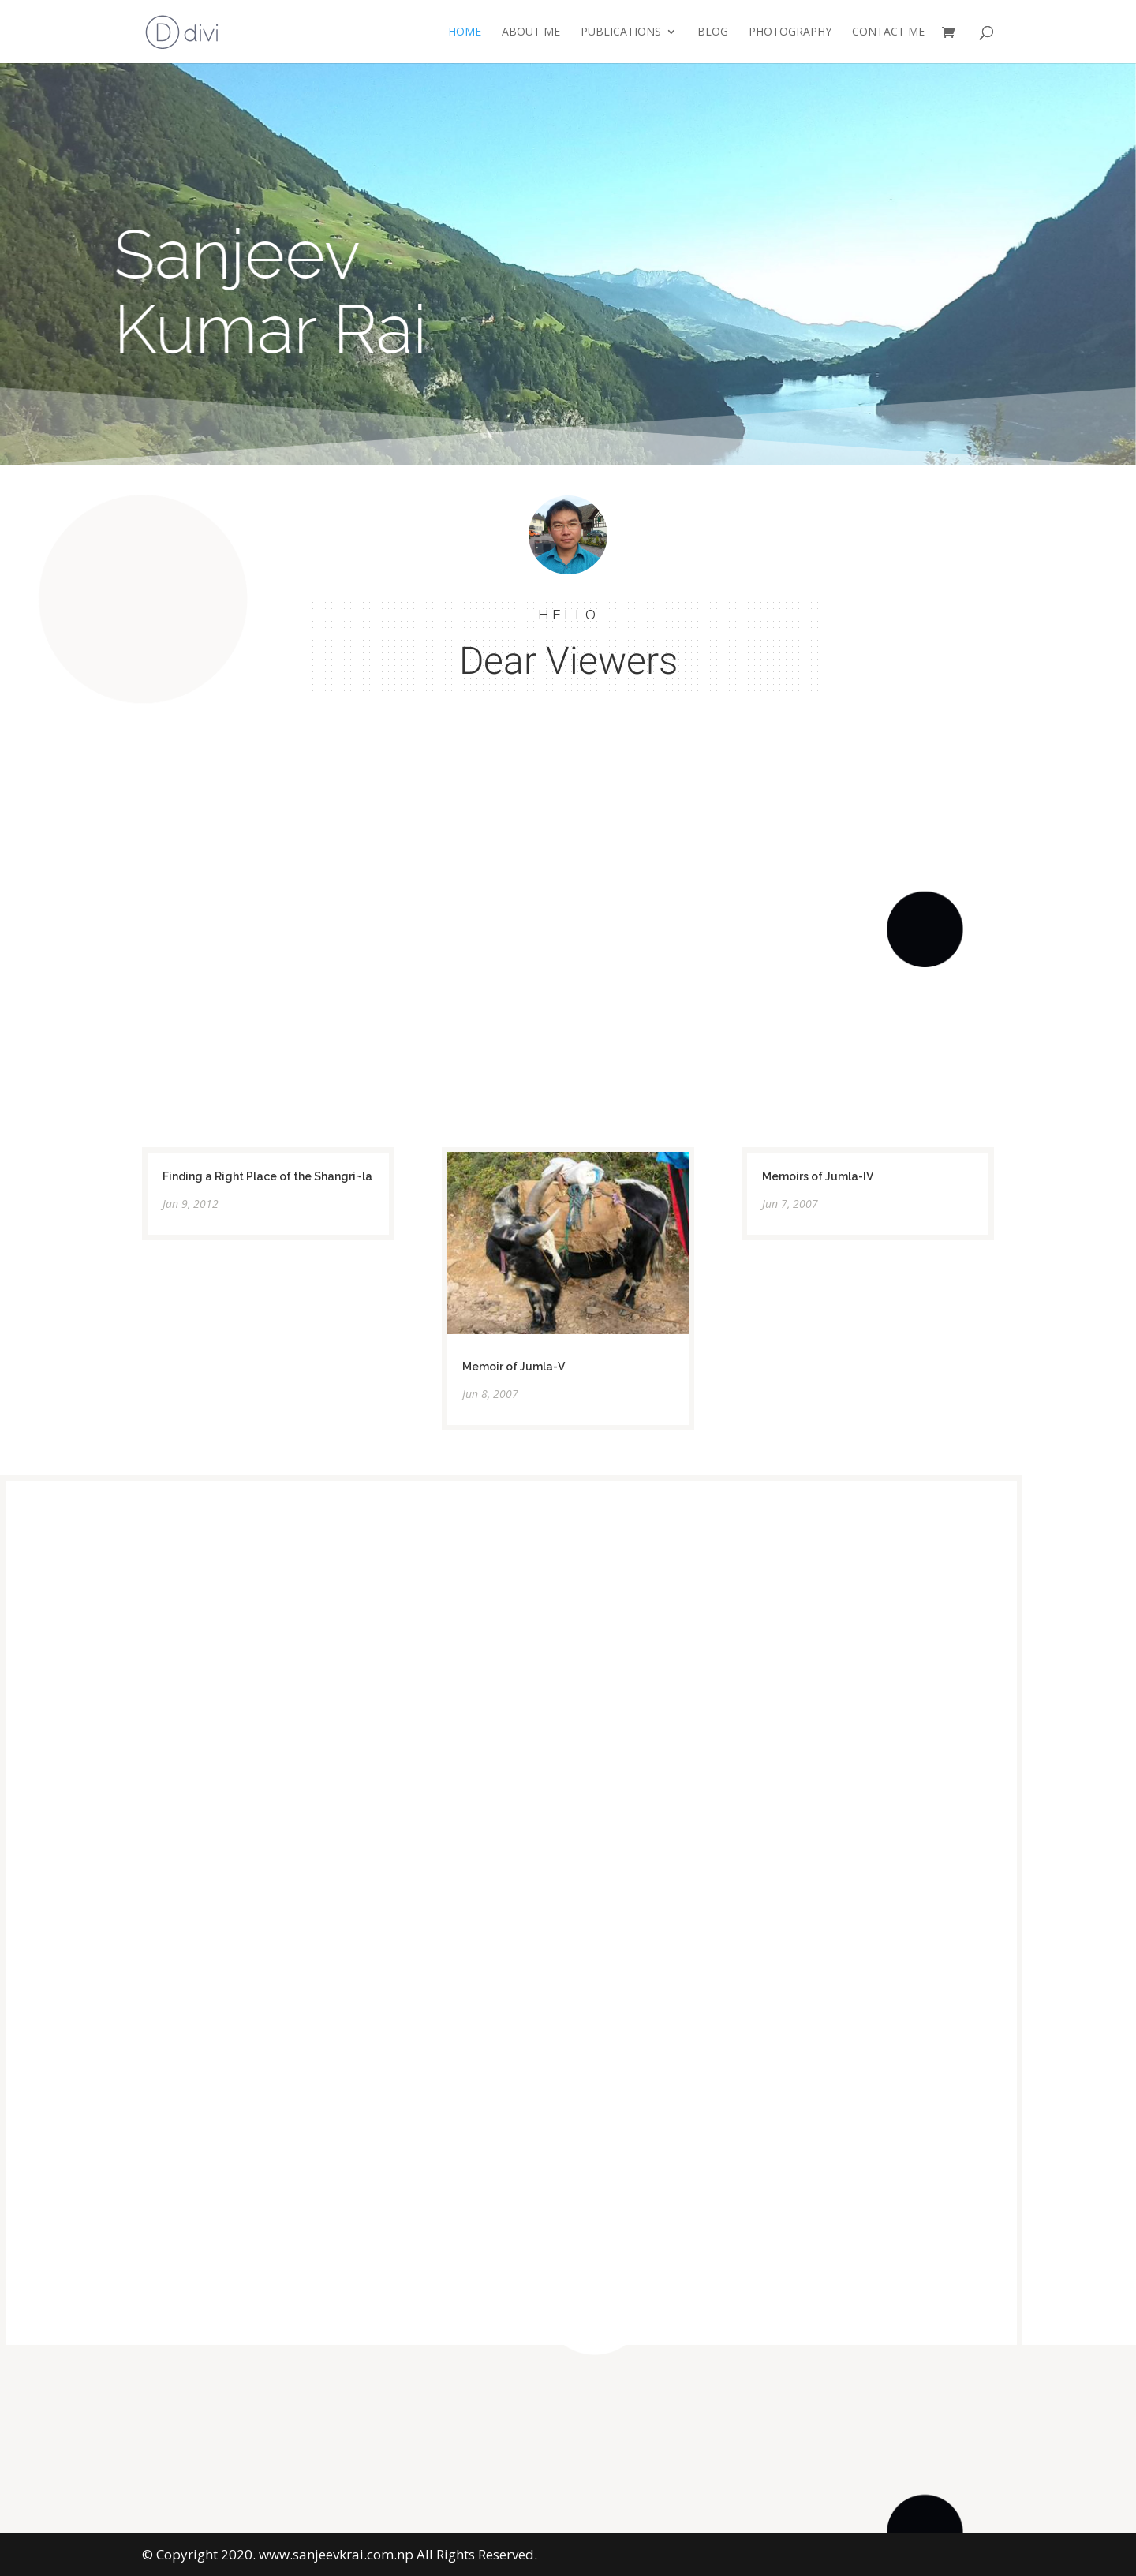 D divi
HOME ABOUT ME PUBLICATIONS BLOG PHOTOGRAPHY CONTACT ME
Sanjeev
Kumar Rai
HELLO
Dear Viewers
Finding a Right Place of the Shangri~la
Jan 9, 2012
Memoir of Jumla-V
Jun 8, 2007
Memoirs of Jumla-IV
Jun 7, 2007
© Copyright 2020. www.sanjeevkrai.com.np All Rights Reserved.